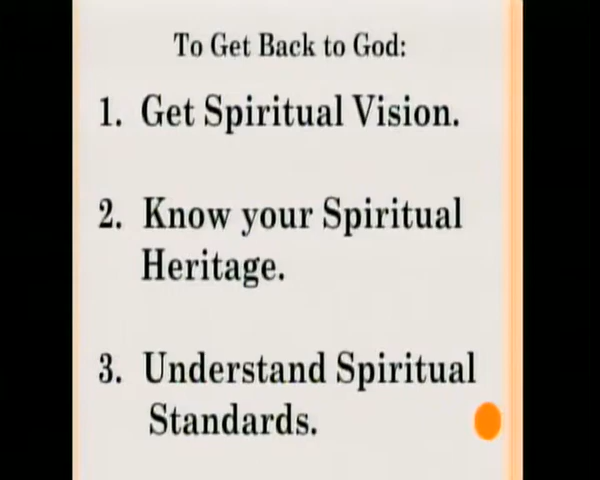 To Get Back to God:
1. Get Spiritual Vision.
2. Know your Spiritual
Heritage.
3. Understand Spiritual
Standards.